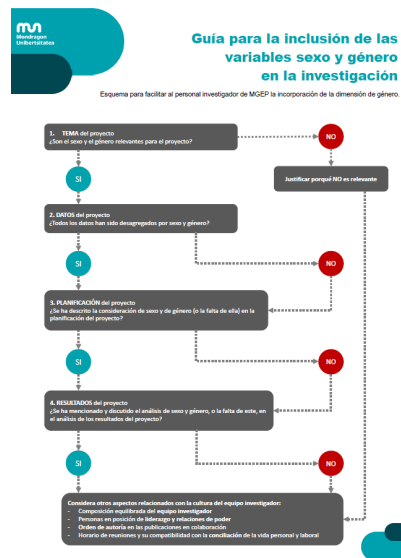 mun
Mondragon
Unibertsitatea
Guía para la inclusión de las
variables sexo y género
en la investigación
Esquema para facilitar al personal investigador de MGEP la incorporación de la dimensión de género.
1. TEMA del proyecto
¿Son el sexo y el género relevantes para el proyecto?
NO
SI
Justificar porqué NO es relevante
2. DATOS del proyecto
¿Todos los datos han sido desagregados por sexo y género?
SI
NO
3. PLANIFICACIÓN del proyecto
¿Se ha descrito la consideración de sexo y de género (o la falta de ella) en la
planificación del proyecto?
SI
NO
4. RESULTADOS del proyecto
¿Se ha mencionado y discutido el análisis de sexo y género, o la falta de este, en
el análisis de los resultados del proyecto?
SI
NO
Considera otros aspectos relacionados con la cultura del equipo investigador:
- Composición equilibrada del equipo investigador
- Personas en posición de liderazgo y relaciones de poder
- Orden de autoría en las publicaciones en colaboración
- Horario de reuniones y su compatibilidad con la conciliación de la vida personal y laboral